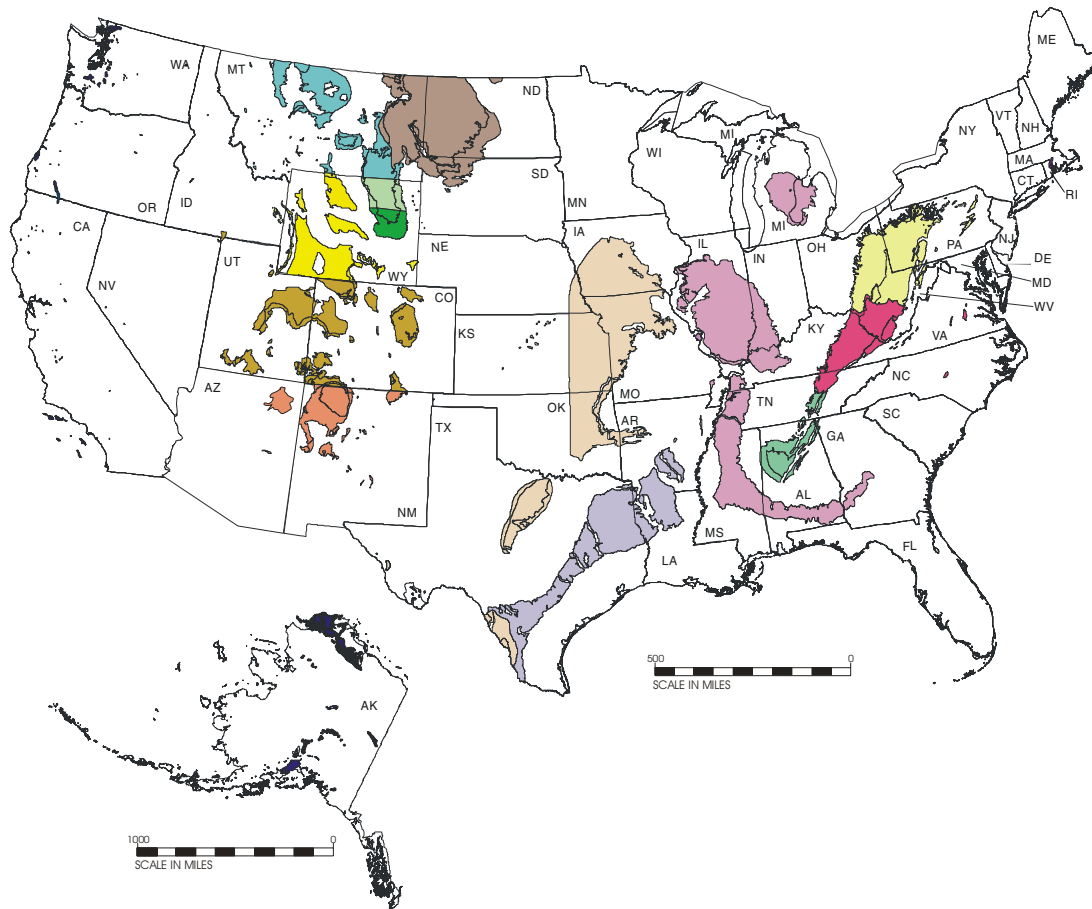 ME
WA
MT
ND
VT
NH
NY
MI
WI
MA
CT
RI
SD
ID
OR
MN
CA
IA
MI
OH
PA
NJ
NE
IL
IN
UT
WY
DE
MD
NV
CO
WV
KS
KY
VA
AZ
NC
OK
MO
TN
AR
SC
TX
GA
AL
NM
MS
FL
LA
500 0
SCALE IN MILES
AK
1000 0
SCALE IN MILES